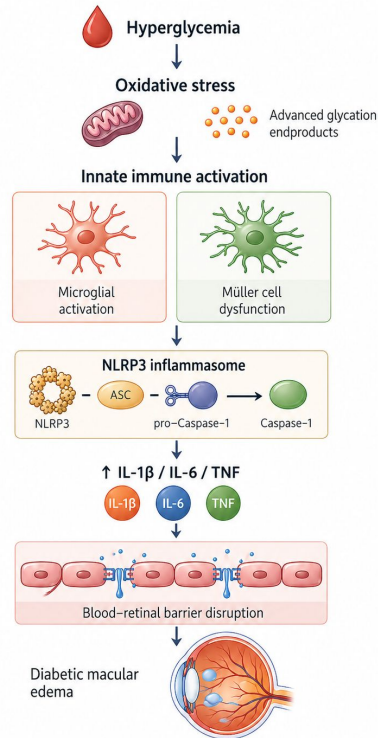 Hyperglycemia
Oxidative stress
Advanced glycation
endproducts
Innate immune activation
Microglial
activation
Müller cell
dysfunction
NLRP3 inflammasome
NLRP3
ASC
pro-Caspase-1
Caspase-1
↑ IL-1β / IL-6 / TNF
IL-1β
IL-6
TNF
Blood–retinal barrier disruption
Diabetic macular
edema